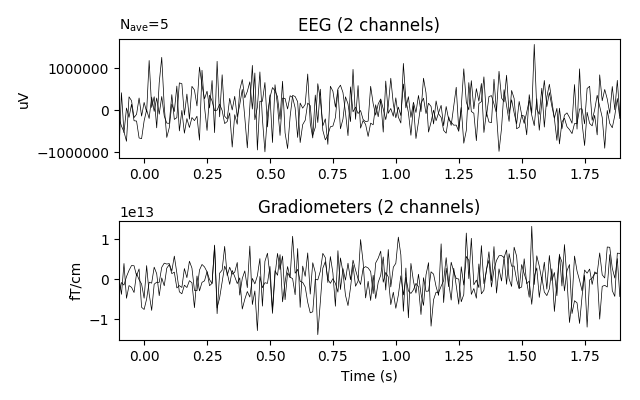 N_ave=5
EEG (2 channels)
uV
1000000
0
−1000000
0.00 0.25 0.50 0.75 1.00 1.25 1.50 1.75
1e13
Gradiometers (2 channels)
fT/cm
1
0
−1
0.00 0.25 0.50 0.75 1.00 1.25 1.50 1.75
Time (s)